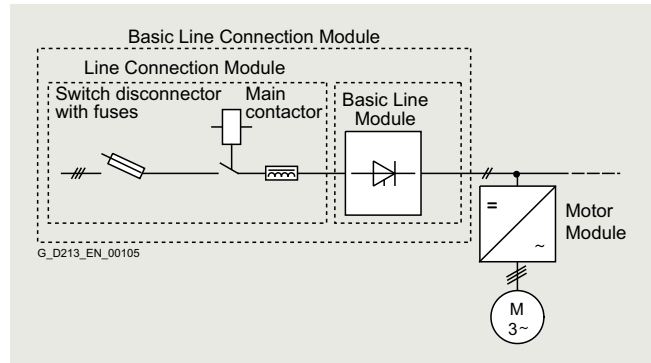 Basic Line Connection Module
Line Connection Module
Switch disconnector
with fuses
Main
contactor
Basic Line
Module
=
~
Motor
Module
G_D213_EN_00105
M
3~